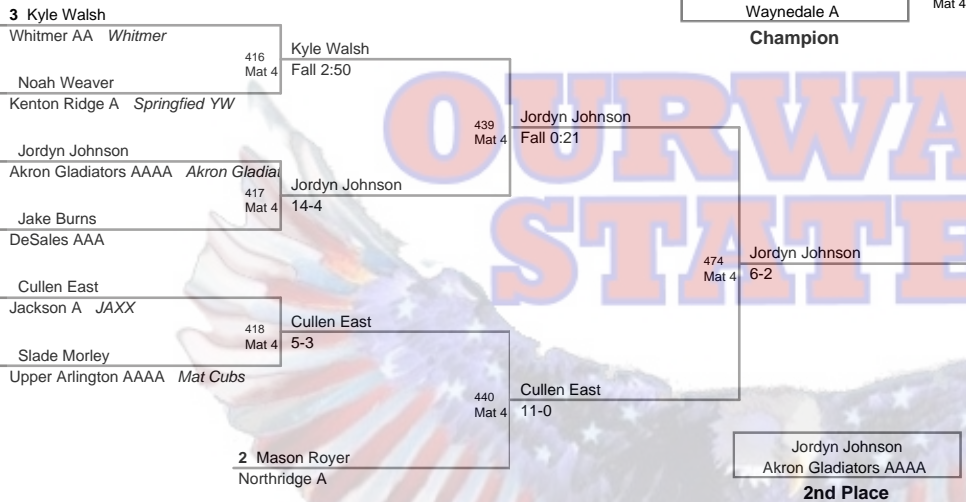 3 Kyle Walsh
Whitmer AA Whitmer
Noah Weaver
Kenton Ridge A Springfied YW
Jordyn Johnson
Akron Gladiators AAAA Akron Gladiat
Jake Burns
DeSales AAA
Cullen East
Jackson A JAXX
Slade Morley
Upper Arlington AAAA Mat Cubs
416
Mat 4
Kyle Walsh
Fall 2:50
417
Mat 4
Jordyn Johnson
14-4
418
Mat 4
Cullen East
5-3
2 Mason Royer
Northridge A
439
Mat 4
Jordyn Johnson
Fall 0:21
440
Mat 4
Cullen East
11-0
474
Mat 4
Jordyn Johnson
6-2
Waynedale A
Champion
Mat 4
Jordyn Johnson
Akron Gladiators AAAA
2nd Place
OURWA
STATE